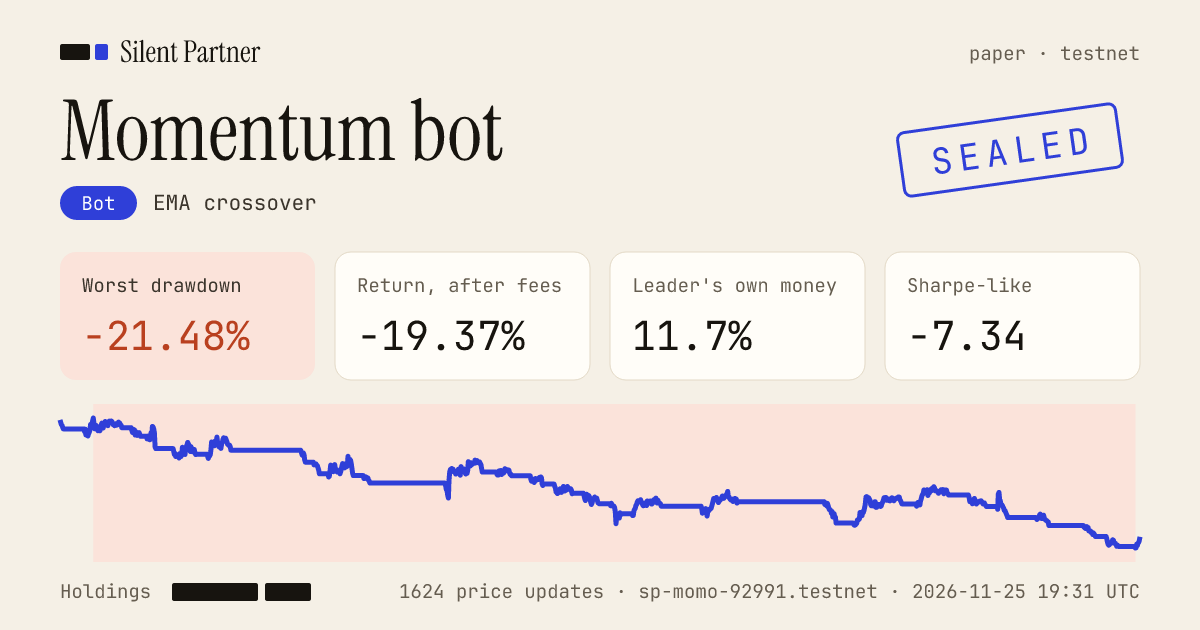 Silent Partner
paper · testnet
Momentum bot
SEALED
Bot EMA crossover
Worst drawdown
-21.48%
Return, after fees
-19.37%
Leader's own money
11.7%
Sharpe-like
-7.34
Holdings
1624 price updates · sp-momo-92991.testnet · 2026-11-25 19:31 UTC